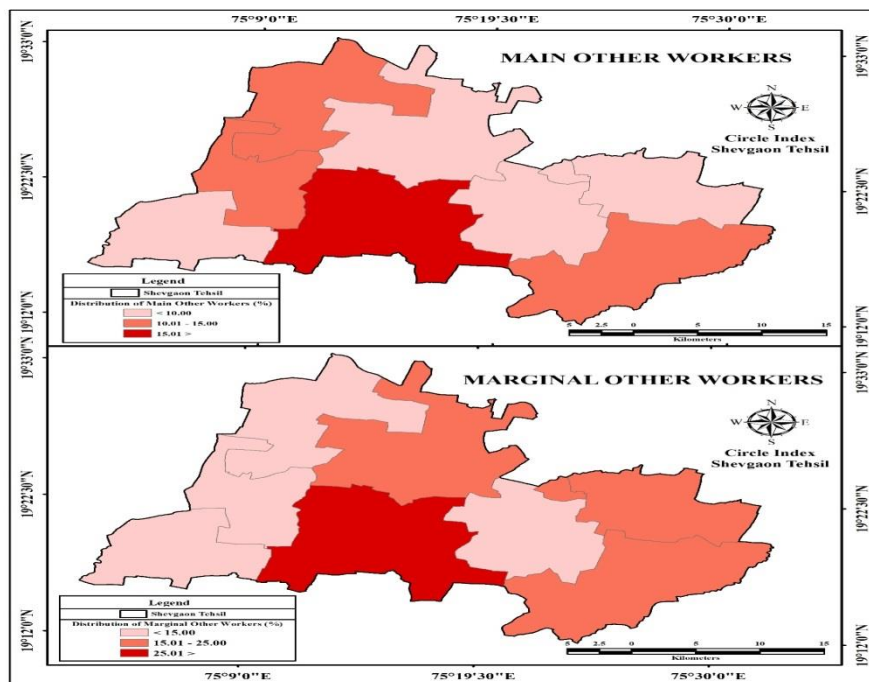 75°9'0"E 75°19'30"E 75°30'0"E
19°33'0"N
19°33'0"N
MAIN OTHER WORKERS
N
W E
S
Circle Index
Shevgaon Tehsil
19°22'30"N
19°22'30"N
Legend
Shevgaon Tehsil
Distribution of Main Other Workers (%)
< 10.00
10.01 - 15.00
15.01 >
19°12'0"N
19°12'0"N
5 2.5 0 5 10 15
Kilometers
19°33'0"N
19°33'0"N
MARGINAL OTHER WORKERS
N
W E
S
Circle Index
Shevgaon Tehsil
19°22'30"N
19°22'30"N
Legend
Shevgaon Tehsil
Distribution of Marginal Other Workers (%)
< 15.00
15.01 - 25.00
25.01 >
19°12'0"N
19°12'0"N
5 2.5 0 5 10 15
Kilometers
75°9'0"E 75°19'30"E 75°30'0"E